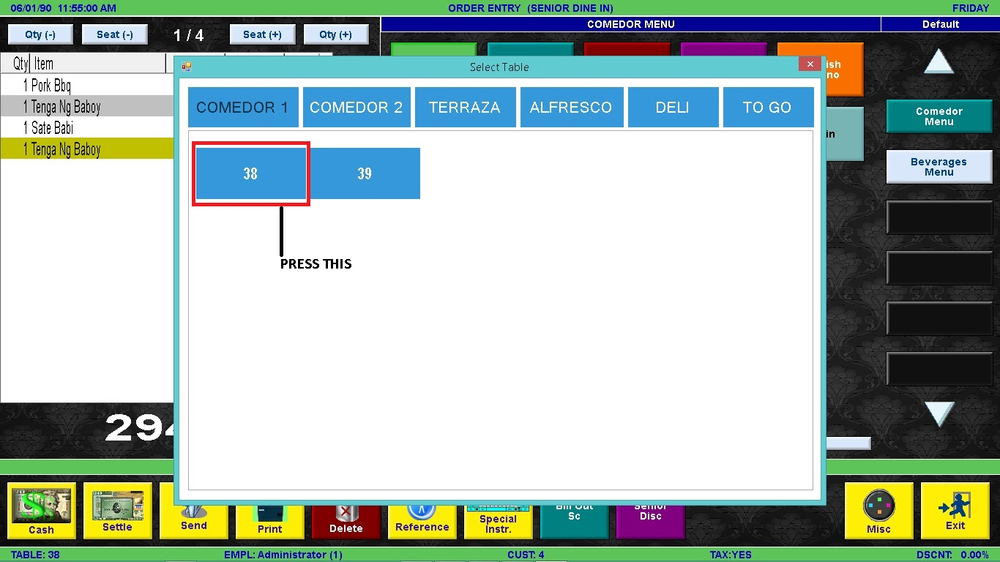 06/01/90 11:55:00 AM
ORDER ENTRY (SENIOR DINE IN)
FRIDAY
COMEDOR MENU
Default
Qty (-)
Seat (-)
1 / 4
Seat (+)
Qty (+)
Qty Item
1 Pork Bbq
1 Tenga Ng Baboy
1 Sate Babi
1 Tenga Ng Baboy
Select Table
COMEDOR 1
COMEDOR 2
TERRAZA
ALFRESCO
DELI
TO GO
38
39
PRESS THIS
Comedor
Menu
Beverages
Menu
Cash
Settle
Send
Print
Delete
Reference
Special
Instr.
Bill Out
Sc
Senior
Disc
Misc
Exit
TABLE: 38
EMPL: Administrator (1)
CUST: 4
TAX:YES
DSCNT: 0.00%